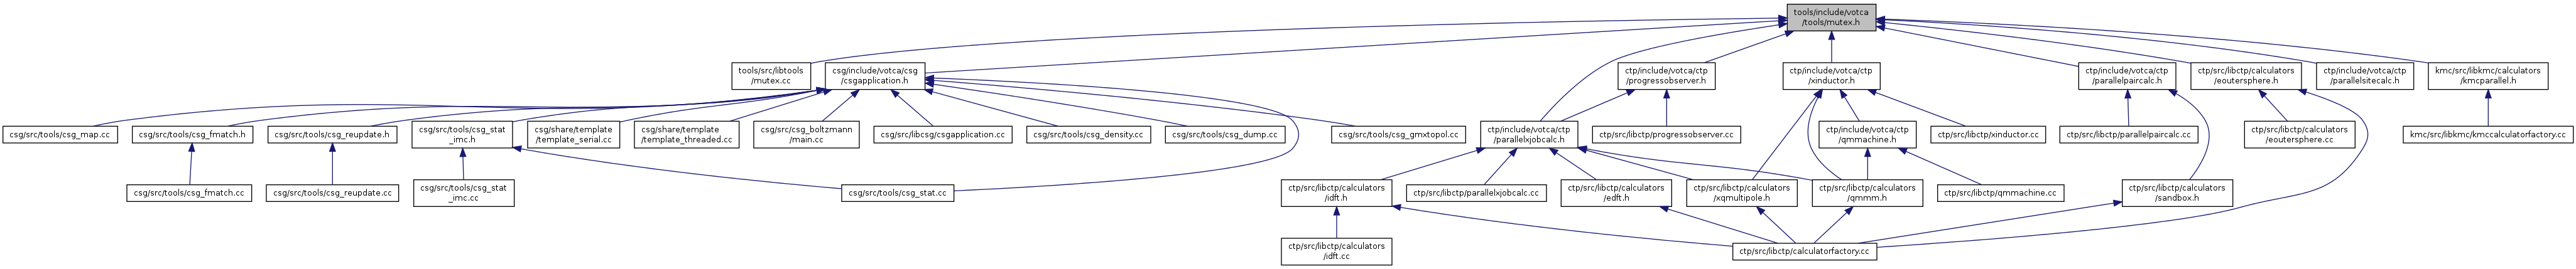 tools/include/votca
/tools/mutex.h
tools/src/libtools
/mutex.cc
csg/include/votca/csg
/csgapplication.h
ctp/include/votca/ctp
/progressobserver.h
ctp/include/votca/ctp
/xinductor.h
ctp/include/votca/ctp
/parallelpaircalc.h
ctp/src/libctp/calculators
/eoutersphere.h
ctp/include/votca/ctp
/parallelsitecalc.h
kmc/src/libkmc/calculators
/kmcparallel.h
csg/src/tools/csg_map.cc
csg/src/tools/csg_fmatch.h
csg/src/tools/csg_reupdate.h
csg/src/tools/csg_stat
_imc.h
csg/share/template
/template_serial.cc
csg/share/template
/template_threaded.cc
csg/src/csg_boltzmann
/main.cc
csg/src/libcsg/csgapplication.cc
csg/src/tools/csg_density.cc
csg/src/tools/csg_dump.cc
csg/src/tools/csg_gmxtopol.cc
ctp/include/votca/ctp
/parallelxjobcalc.h
ctp/src/libctp/progressobserver.cc
ctp/include/votca/ctp
/qmmachine.h
ctp/src/libctp/xinductor.cc
ctp/src/libctp/parallelpaircalc.cc
ctp/src/libctp/calculators
/eoutersphere.cc
kmc/src/libkmc/kmccalculatorfactory.cc
csg/src/tools/csg_fmatch.cc
csg/src/tools/csg_reupdate.cc
csg/src/tools/csg_stat
_imc.cc
csg/src/tools/csg_stat.cc
ctp/src/libctp/calculators
/idft.h
ctp/src/libctp/parallelxjobcalc.cc
ctp/src/libctp/calculators
/edft.h
ctp/src/libctp/calculators
/xqmultipole.h
ctp/src/libctp/calculators
/qmmm.h
ctp/src/libctp/qmmachine.cc
ctp/src/libctp/calculators
/sandbox.h
ctp/src/libctp/calculators
/idft.cc
ctp/src/libctp/calculatorfactory.cc